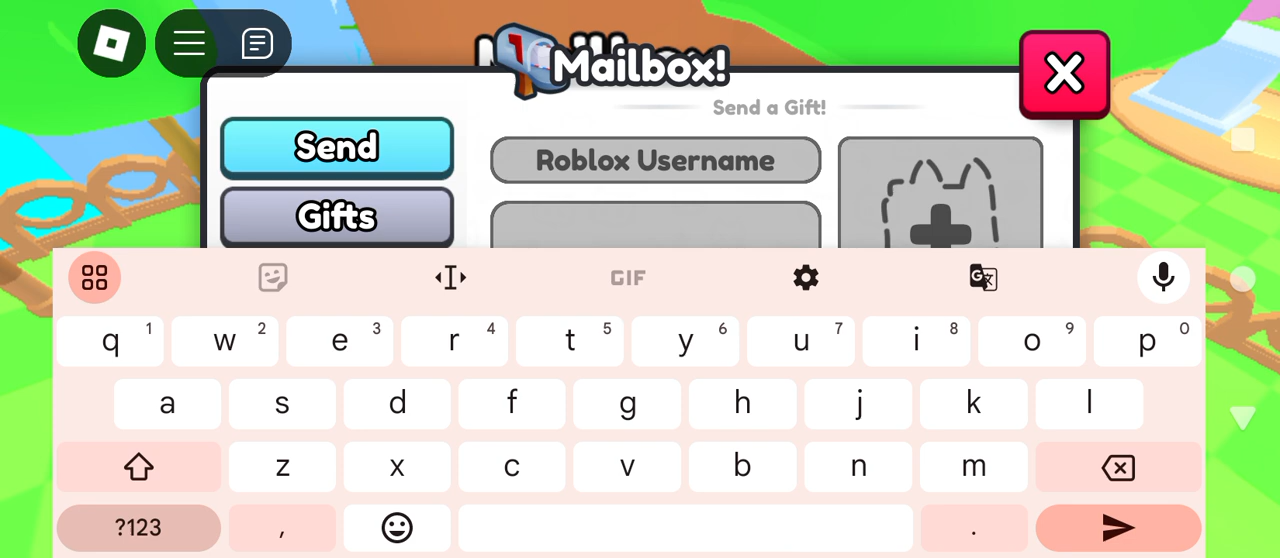 Mailbox!
Send a Gift!
Send
Roblox Username
Gifts
GIF
G
q 1 w 2 e 3 r 4 t 5 y 6 u 7 i 8 o 9 p 0
a s d f g h j k l
z x c v b n m
?123 , .